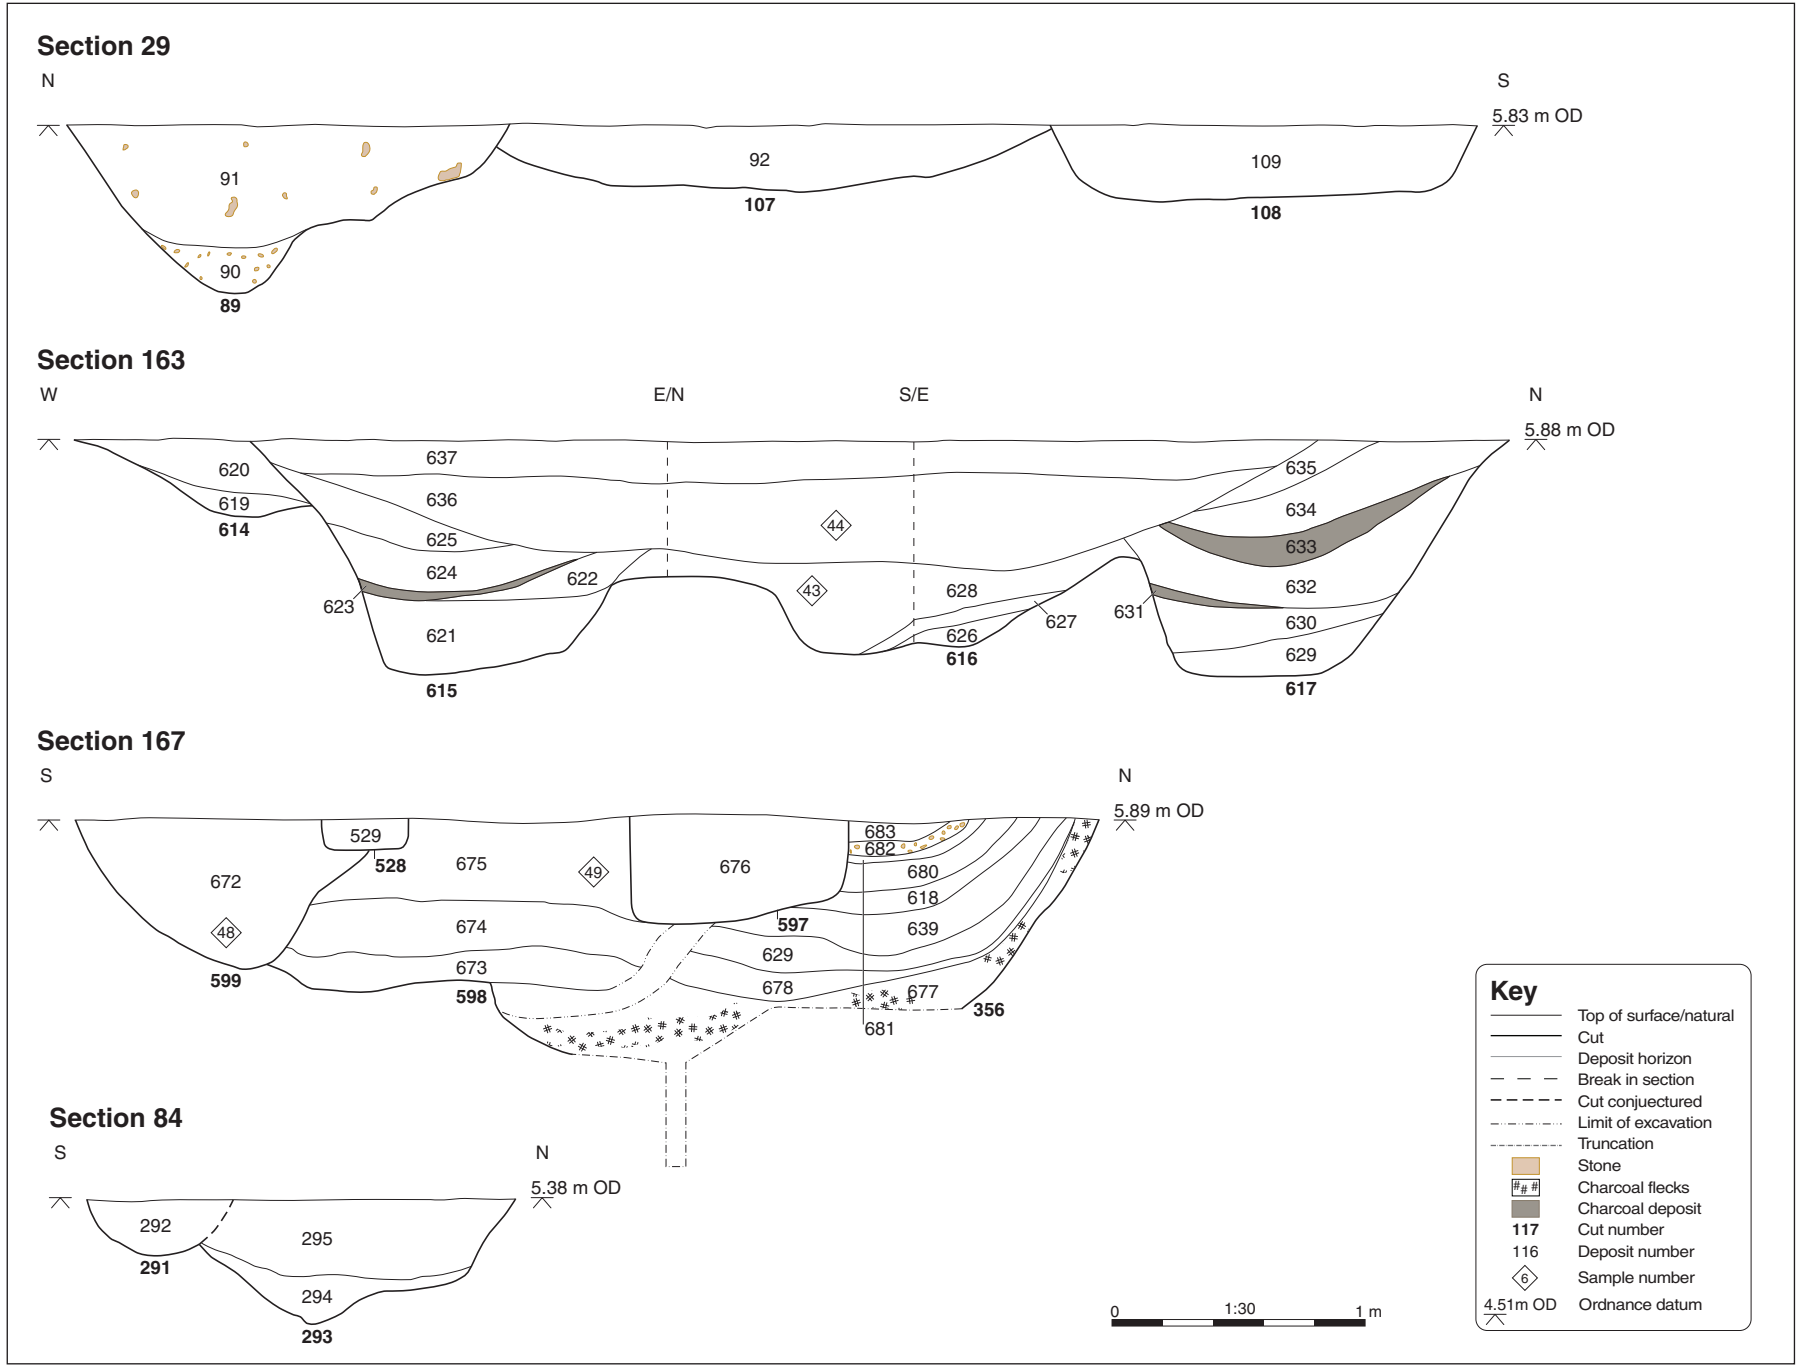 Section 29
N S
5.83 m OD
91 92 109
107 108
90
89
Section 163
W E/N S/E N
5.88 m OD
637
620 635
636
619 634
614 44
625 633
624 622 43 628 632
623 631
627
621 626 630
616 629
615 617
Section 167
S N
5.89 m OD
529 683
682
528 675 49 676 680
672 618
48 674 597 639
629
599 673 678 677
598 356
681
Section 84
S N
5.38 m OD
292 295
291
294
293
0 1:30 1 m
Key
Top of surface/natural
Cut
Deposit horizon
Break in section
Cut conjuectured
Limit of excavation
Truncation
Stone
Charcoal flecks
Charcoal deposit
117 Cut number
116 Deposit number
6 Sample number
4.51m OD Ordnance datum